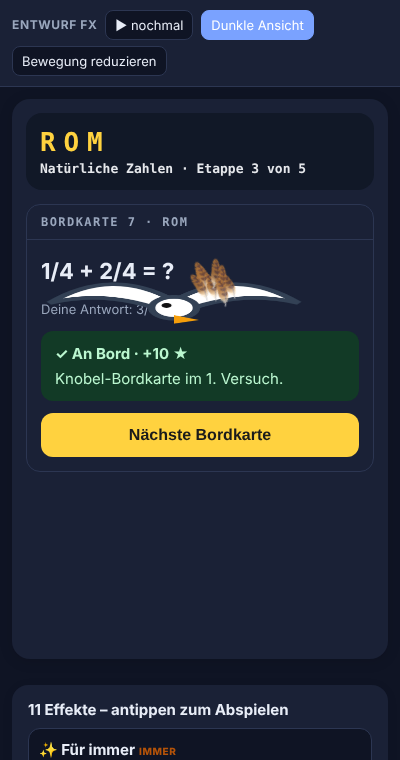 ENTWURF FX ▶ nochmal Dunkle Ansicht
Bewegung reduzieren
ROM
Natürliche Zahlen · Etappe 3 von 5
BORDKARTE 7 · ROM
1/4 + 2/4 = ?
Deine Antwort: 3/
✓ An Bord · +10 ★
Knobel-Bordkarte im 1. Versuch.
Nächste Bordkarte
11 Effekte – antippen zum Abspielen
✨ Für immer IMMER